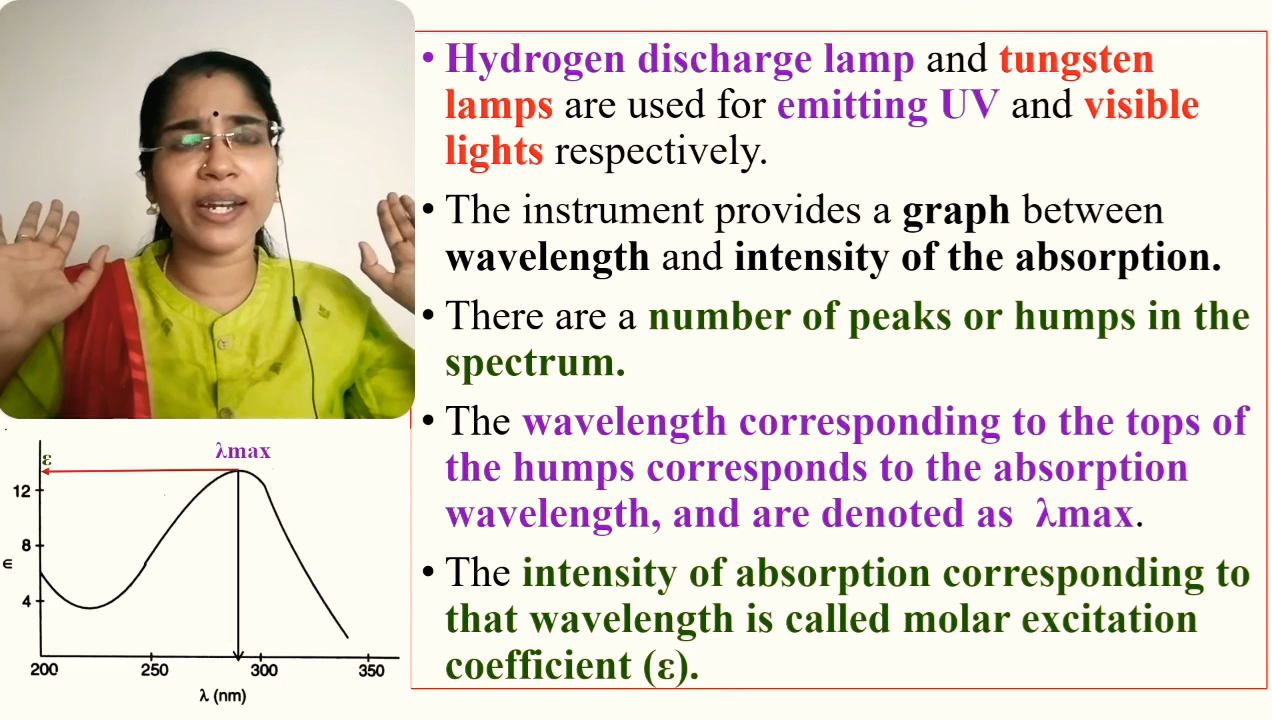 • Hydrogen discharge lamp and tungsten
lamps are used for emitting UV and visible
lights respectively.
• The instrument provides a graph between
wavelength and intensity of the absorption.
• There are a number of peaks or humps in the
spectrum.
• The wavelength corresponding to the tops of
the humps corresponds to the absorption
wavelength, and are denoted as λmax.
• The intensity of absorption corresponding to
that wavelength is called molar excitation
coefficient (ε).
λmax
ε
12
8
ε
4
200 250 300 350
λ (nm)